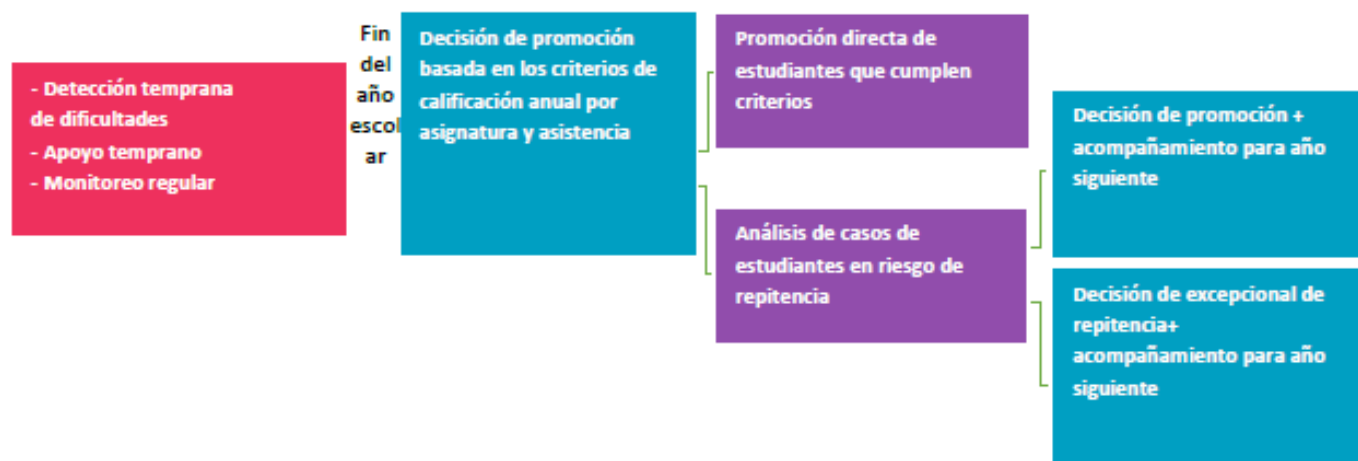 - Detección temprana
de dificultades
- Apoyo temprano
- Monitoreo regular
Fin
del
año
escol
ar
Decisión de promoción
basada en los criterios de
calificación anual por
asignatura y asistencia
Promoción directa de
estudiantes que cumplen
criterios
Análisis de casos de
estudiantes en riesgo de
repitencia
Decisión de promoción +
acompañamiento para año
siguiente
Decisión de excepcional de
repitencia+
acompañamiento para año
siguiente